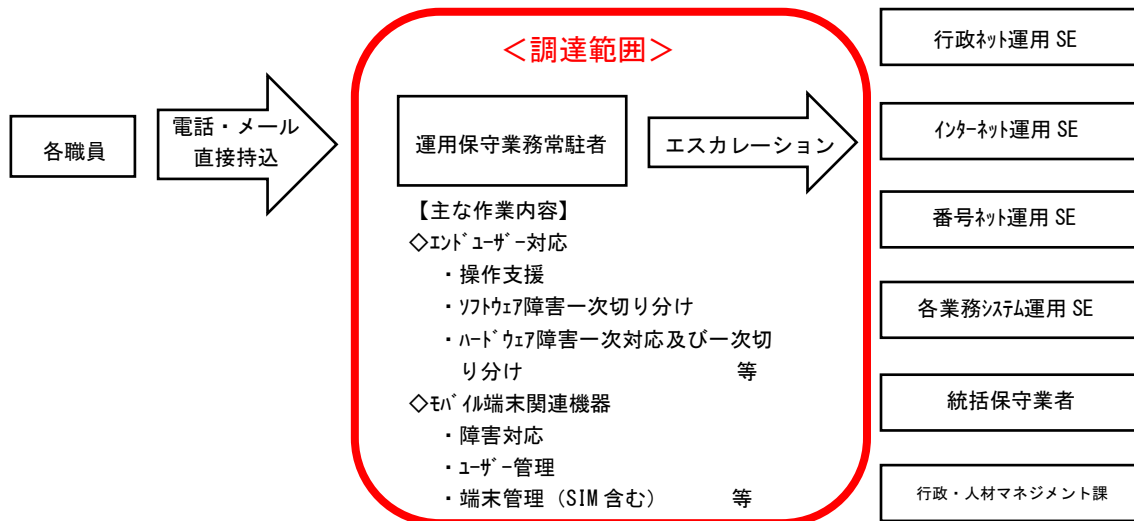 ＜調達範囲＞
各職員
電話・メール
直接持込
運用保守業務常駐者
エスカレーション
【主な作業内容】
◇ｴﾝﾄﾞﾕｰｻﾞｰ対応
・操作支援
・ｿﾌﾄｳｪｱ障害一次切り分け
・ﾊｰﾄﾞｳｪｱ障害一次対応及び一次切
り分け 等
◇ﾓﾊﾞｲﾙ端末関連機器
・障害対応
・ﾕｰｻﾞｰ管理
・端末管理（SIM 含む） 等
行政ﾈｯﾄ運用 SE
ｲﾝﾀｰﾈｯﾄ運用 SE
番号ﾈｯﾄ運用 SE
各業務ｼｽﾃﾑ運用 SE
統括保守業者
行政・人材マネジメント課